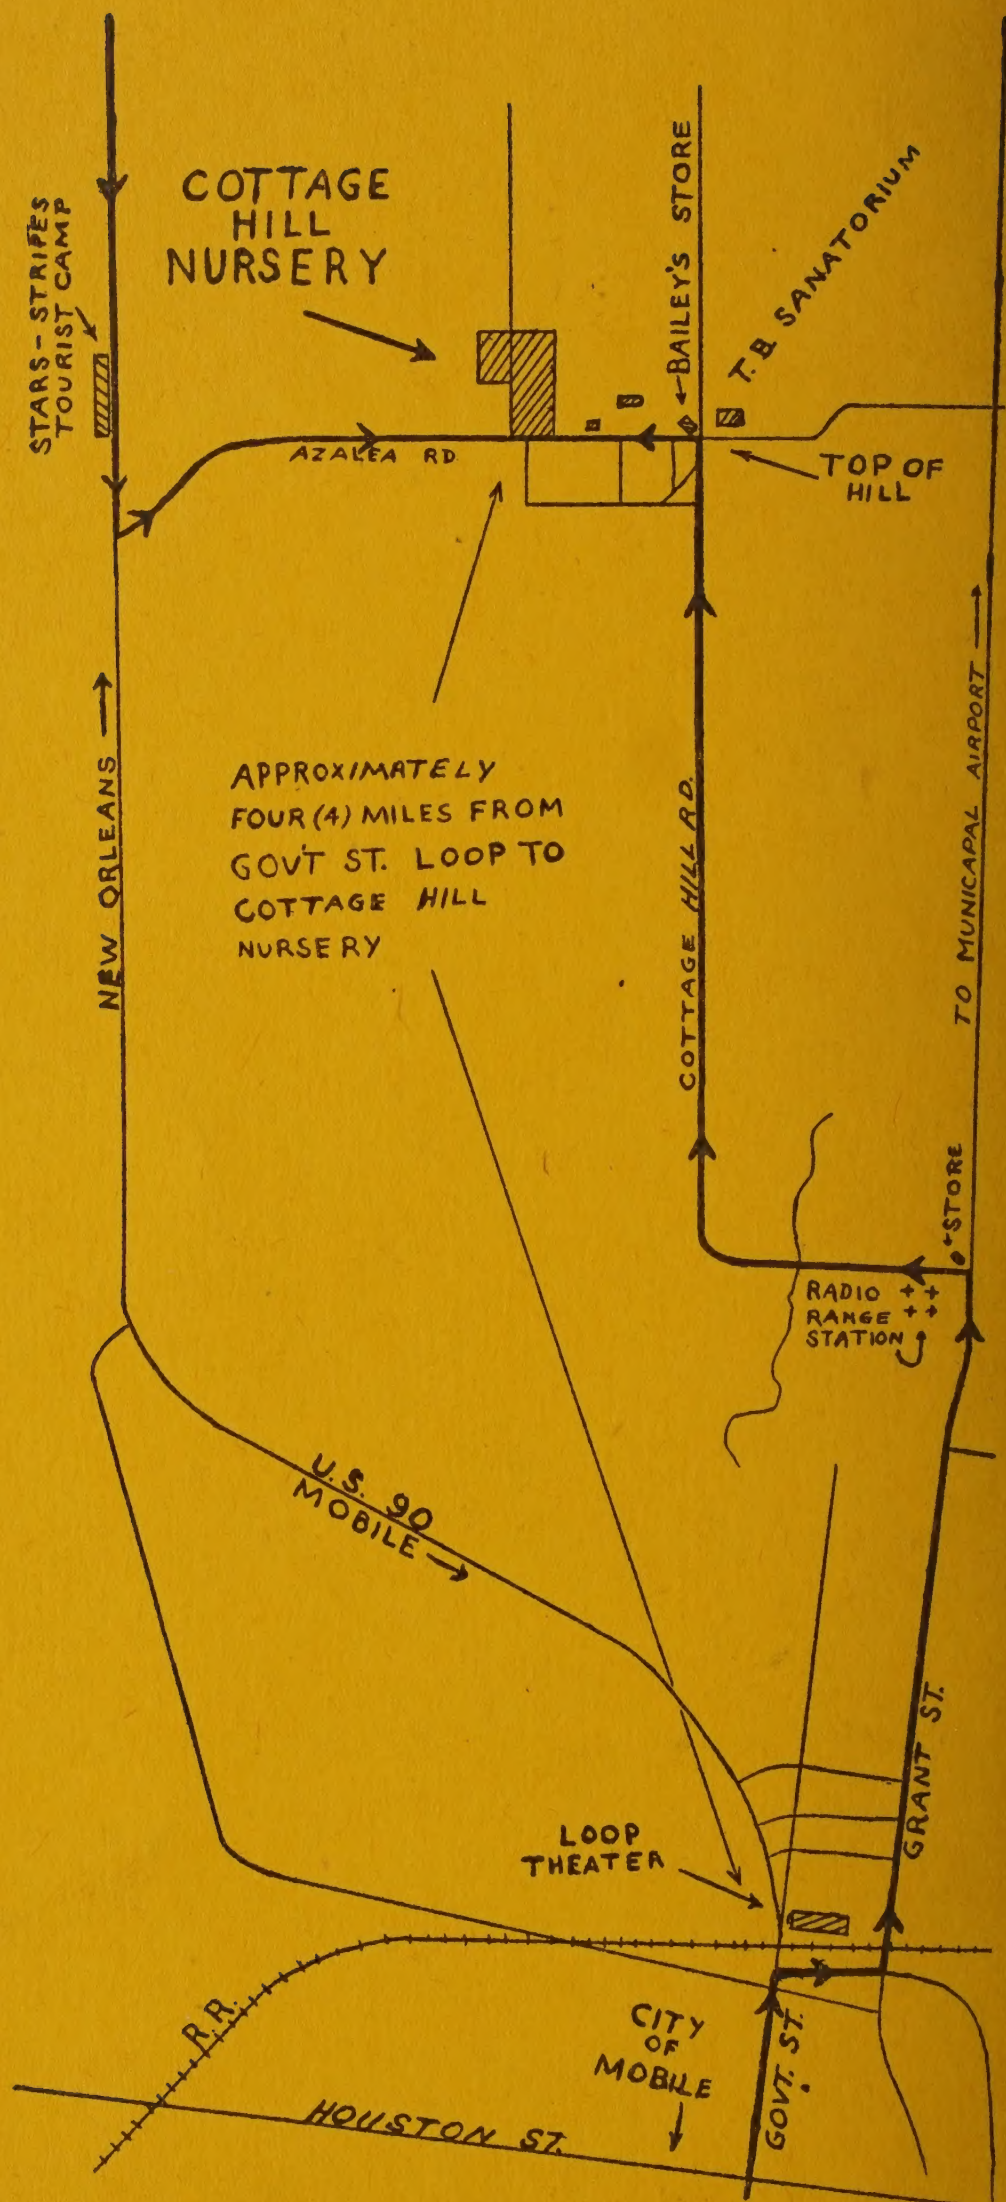 COTTAGE
HILL
NURSERY
STARS-STRIPES
TOURIST CAMP
←BAILEY'S STORE
T. B. SANATORIUM
AZALEA RD.
TOP OF
HILL
NEW ORLEANS →
APPROXIMATELY
FOUR (4) MILES FROM
GOV'T ST. LOOP TO
COTTAGE HILL
NURSERY
COTTAGE HILL RD.
TO MUNICAPAL AIRPORT →
STORE
RADIO
RANGE
STATION
U.S. 90
MOBILE →
GRANT ST.
LOOP
THEATER
R.R.
CITY
OF
MOBILE
GOVT. ST.
HOUSTON ST.